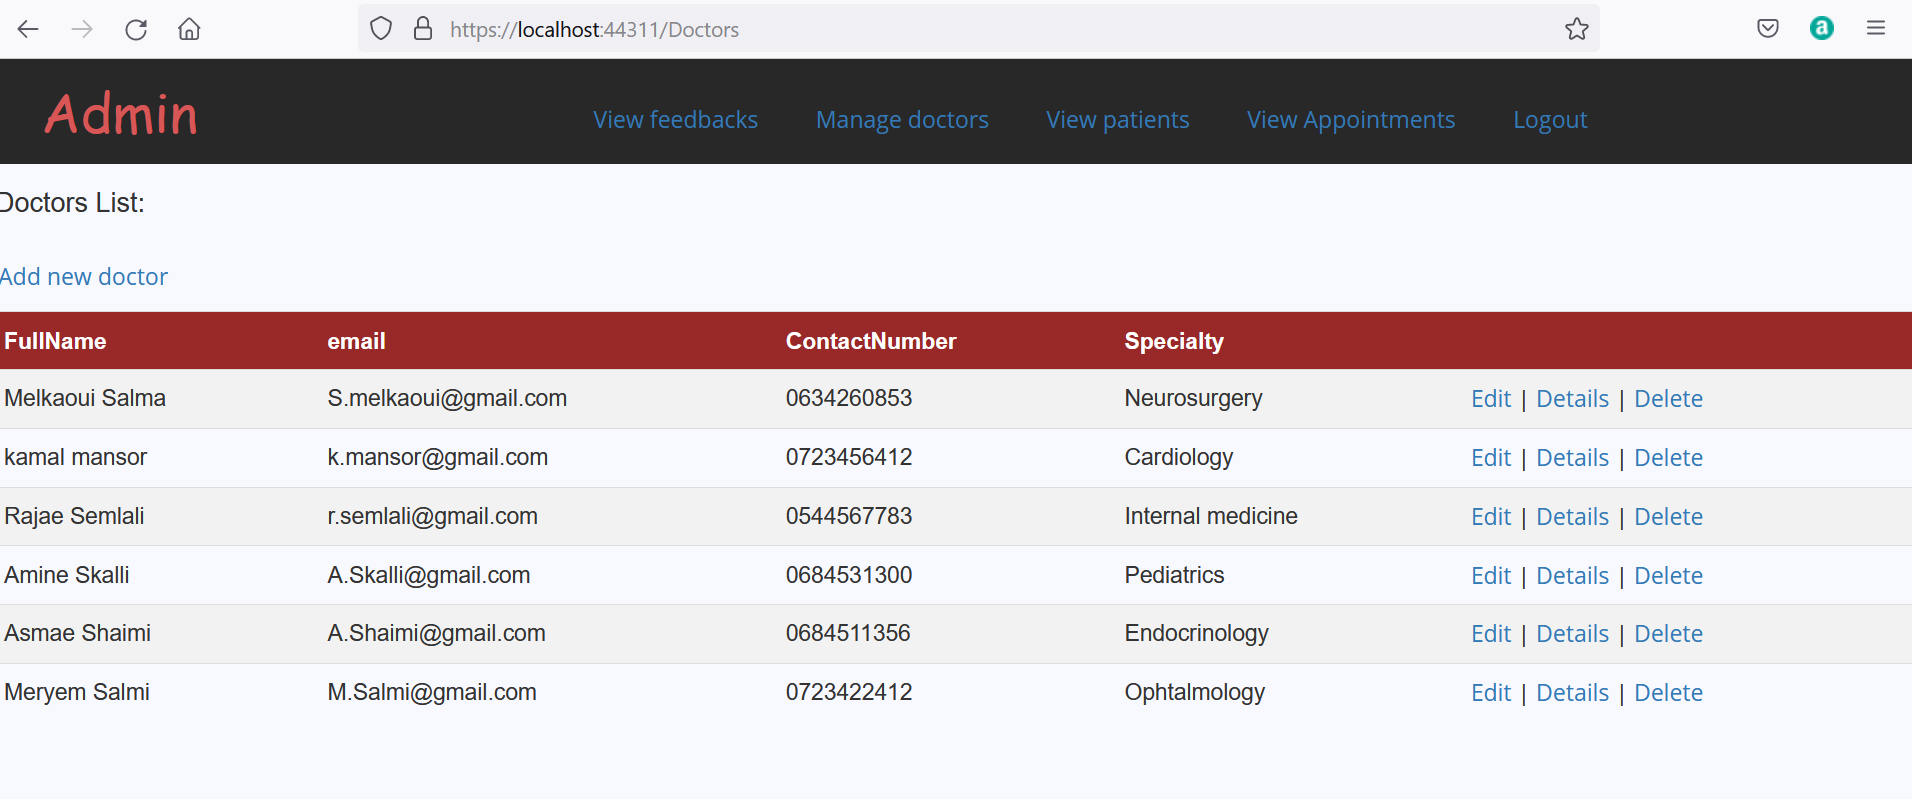 https://localhost:44311/Doctors
Admin View feedbacks Manage doctors View patients View Appointments Logout
Doctors List:
Add new doctor
FullName email ContactNumber Specialty
Melkaoui Salma S.melkaoui@gmail.com 0634260853 Neurosurgery Edit | Details | Delete
kamal mansor k.mansor@gmail.com 0723456412 Cardiology Edit | Details | Delete
Rajae Semlali r.semlali@gmail.com 0544567783 Internal medicine Edit | Details | Delete
Amine Skalli A.Skalli@gmail.com 0684531300 Pediatrics Edit | Details | Delete
Asmae Shaimi A.Shaimi@gmail.com 0684511356 Endocrinology Edit | Details | Delete
Meryem Salmi M.Salmi@gmail.com 0723422412 Ophtalmology Edit | Details | Delete